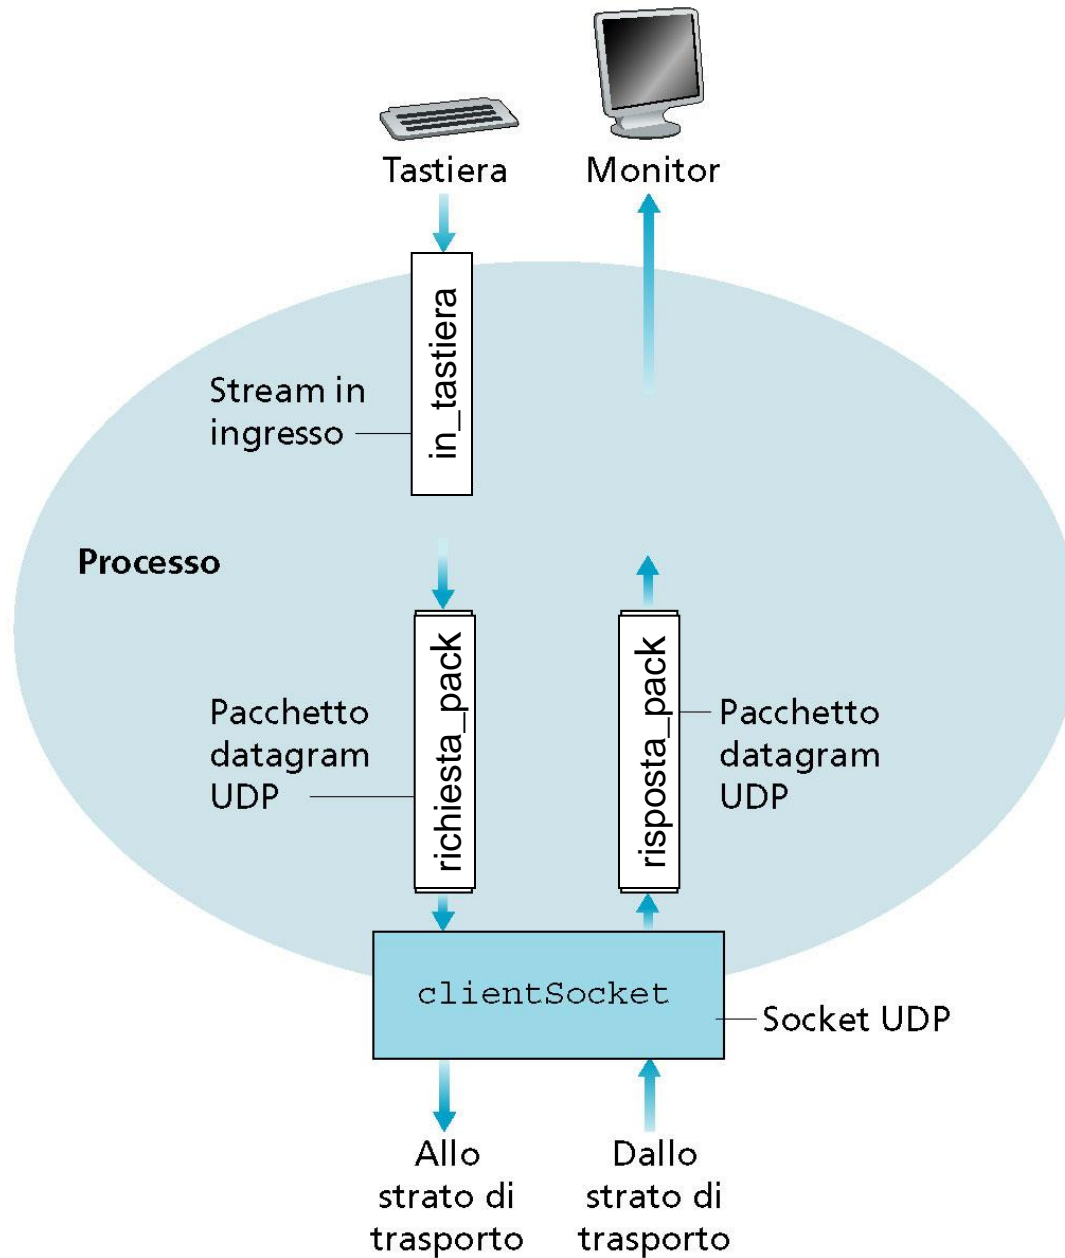 Tastiera
Monitor
in_tastiera
Stream in
ingresso
Processo
richiesta_pack
risposta_pack
Pacchetto
datagram
UDP
Pacchetto
datagram
UDP
clientSocket
Socket UDP
Allo
strato di
trasporto
Dallo
strato di
trasporto